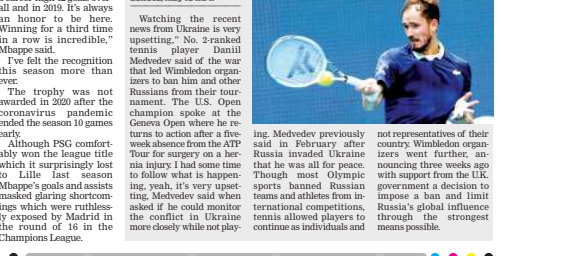 all and in 2019. It's always
an honor to be here.
Winning for a third time
in a row is incredible,"
Mbappe said.
I've felt the recognition
this season more than
ever.
The trophy was not
awarded in 2020 after the
coronavirus pandemic
ended the season 10 games
early.
Although PSG comfort-
ably won the league title
which it surprisingly lost
to Lille last season
Mbappe's goals and assists
masked glaring shortcom-
ings which were ruthless-
ly exposed by Madrid in
the round of 16 in the
Champions League.
Watching the recent
news from Ukraine is very
upsetting," No. 2-ranked
tennis player Daniil
Medvedev said of the war
that led Wimbledon organ-
izers to ban him and other
Russians from their tour-
nament. The U.S. Open
champion spoke at the
Geneva Open where he re-
turns to action after a five-
week absence from the ATP
Tour for surgery on a her-
nia injury. I had some time
to follow what is happen-
ing, yeah, it's very upset-
ting, Medvedev said when
asked if he could monitor
the conflict in Ukraine
more closely while not play-
ing. Medvedev previously
said in February after
Russia invaded Ukraine
that he was all for peace.
Though most Olympic
sports banned Russian
teams and athletes from in-
ternational competitions,
tennis allowed players to
continue as individuals and
not representatives of their
country. Wimbledon organ-
izers went further, an-
nouncing three weeks ago
with support from the U.K.
government a decision to
impose a ban and limit
Russia's global influence
through the strongest
means possible.